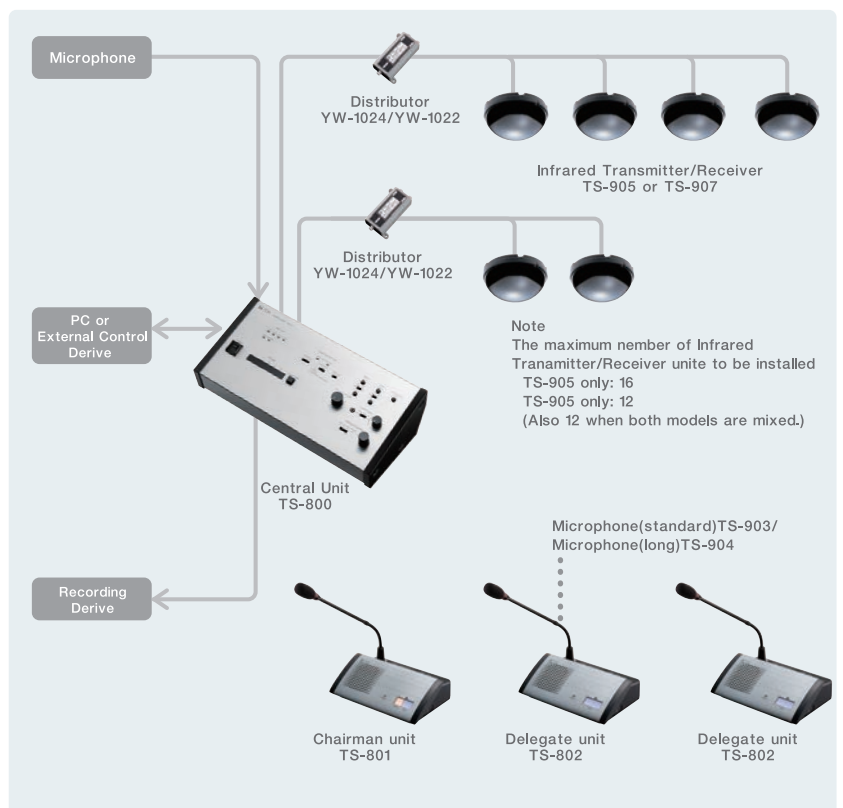 Microphone
Distributor
YW-1024/YW-1022
Infrared Transmitter/Receiver
TS-905 or TS-907
Distributor
YW-1024/YW-1022
PC or
External Control
Derive
Note
The maximum nember of Infrared
Tranamitter/Receiver unite to be installed
TS-905 only: 16
TS-905 only: 12
(Also 12 when both models are mixed.)
Central Unit
TS-800
Microphone(standard)TS-903/
Microphone(long)TS-904
Recording
Derive
Chairman unit
TS-801
Delegate unit
TS-802
Delegate unit
TS-802